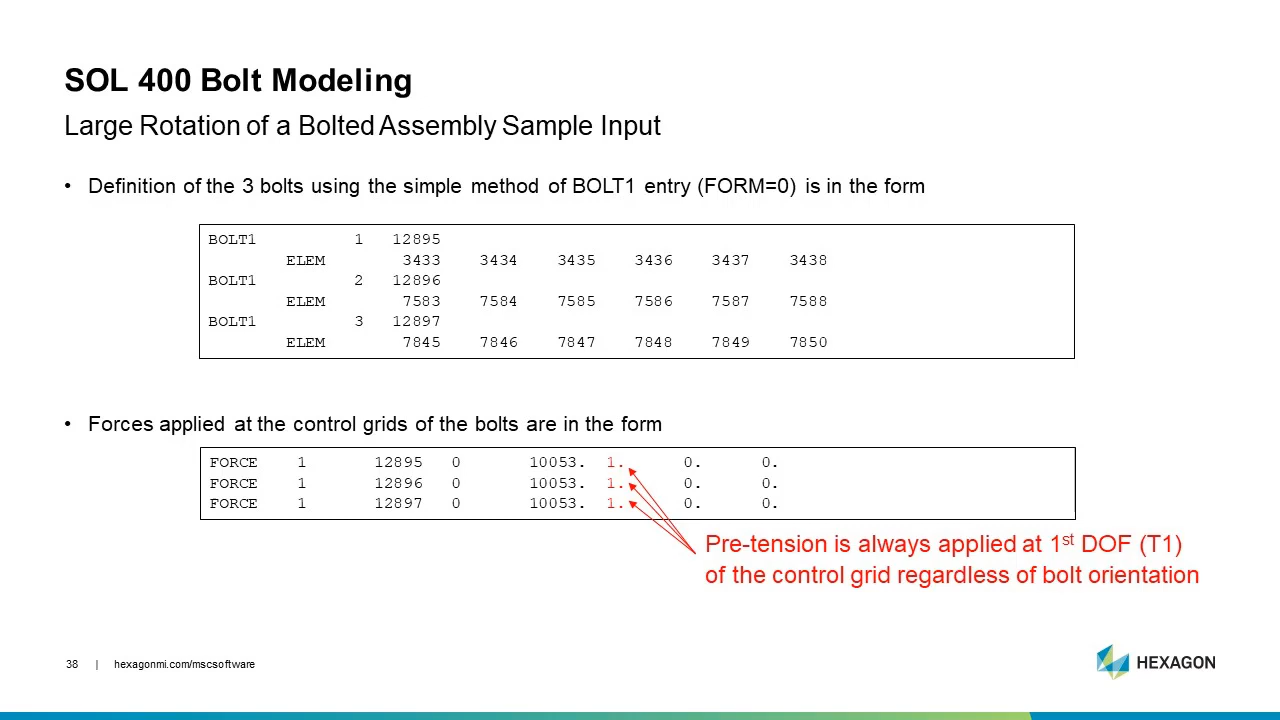 SOL 400 Bolt Modeling
Large Rotation of a Bolted Assembly Sample Input
• Definition of the 3 bolts using the simple method of BOLT1 entry (FORM=0) is in the form
BOLT1 1 12895
ELEM 3433 3434 3435 3436 3437 3438
BOLT1 2 12896
ELEM 7583 7584 7585 7586 7587 7588
BOLT1 3 12897
ELEM 7845 7846 7847 7848 7849 7850
• Forces applied at the control grids of the bolts are in the form
FORCE 1 12895 0 10053. 1. 0. 0.
FORCE 1 12896 0 10053. 1. 0. 0.
FORCE 1 12897 0 10053. 1. 0. 0.
Pre-tension is always applied at 1st DOF (T1)
of the control grid regardless of bolt orientation
38 | hexagonmi.com/mscsoftware
HEXAGON